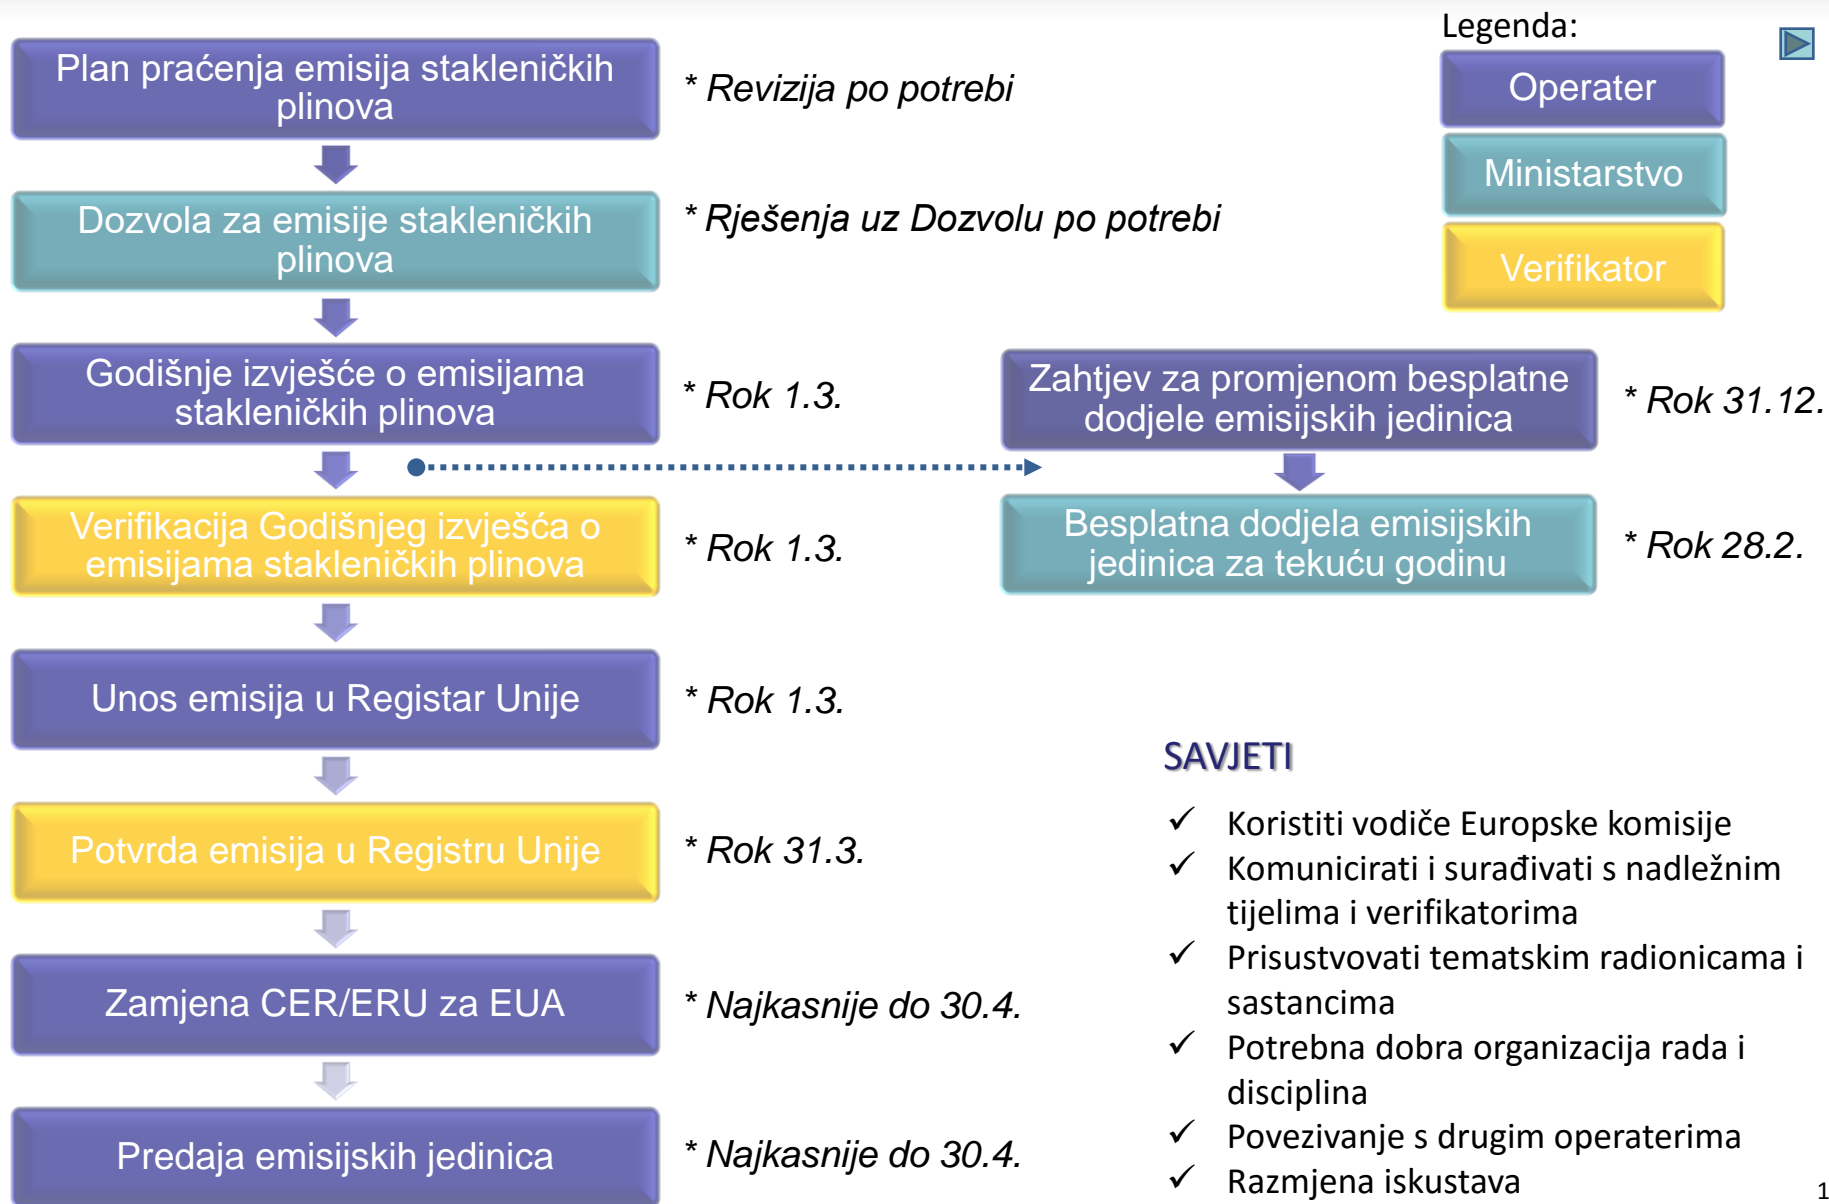 Legenda:
Operater
Ministarstvo
Verifikator
Plan praćenja emisija stakleničkih
plinova
* Revizija po potrebi
Dozvola za emisije stakleničkih
plinova
* Rješenja uz Dozvolu po potrebi
Godišnje izvješće o emisijama
stakleničkih plinova
* Rok 1.3.
Zahtjev za promjenom besplatne
dodjele emisijskih jedinica
* Rok 31.12.
Verifikacija Godišnjeg izvješća o
emisijama stakleničkih plinova
* Rok 1.3.
Besplatna dodjela emisijskih
jedinica za tekuću godinu
* Rok 28.2.
Unos emisija u Registar Unije
* Rok 1.3.
Potvrda emisija u Registru Unije
* Rok 31.3.
Zamjena CER/ERU za EUA
* Najkasnije do 30.4.
Predaja emisijskih jedinica
* Najkasnije do 30.4.
SAVJETI
✓ Koristiti vodiče Europske komisije
✓ Komunicirati i surađivati s nadležnim
tijelima i verifikatorima
✓ Prisustvovati tematskim radionicama i
sastancima
✓ Potrebna dobra organizacija rada i
disciplina
✓ Povezivanje s drugim operaterima
✓ Razmjena iskustava
1